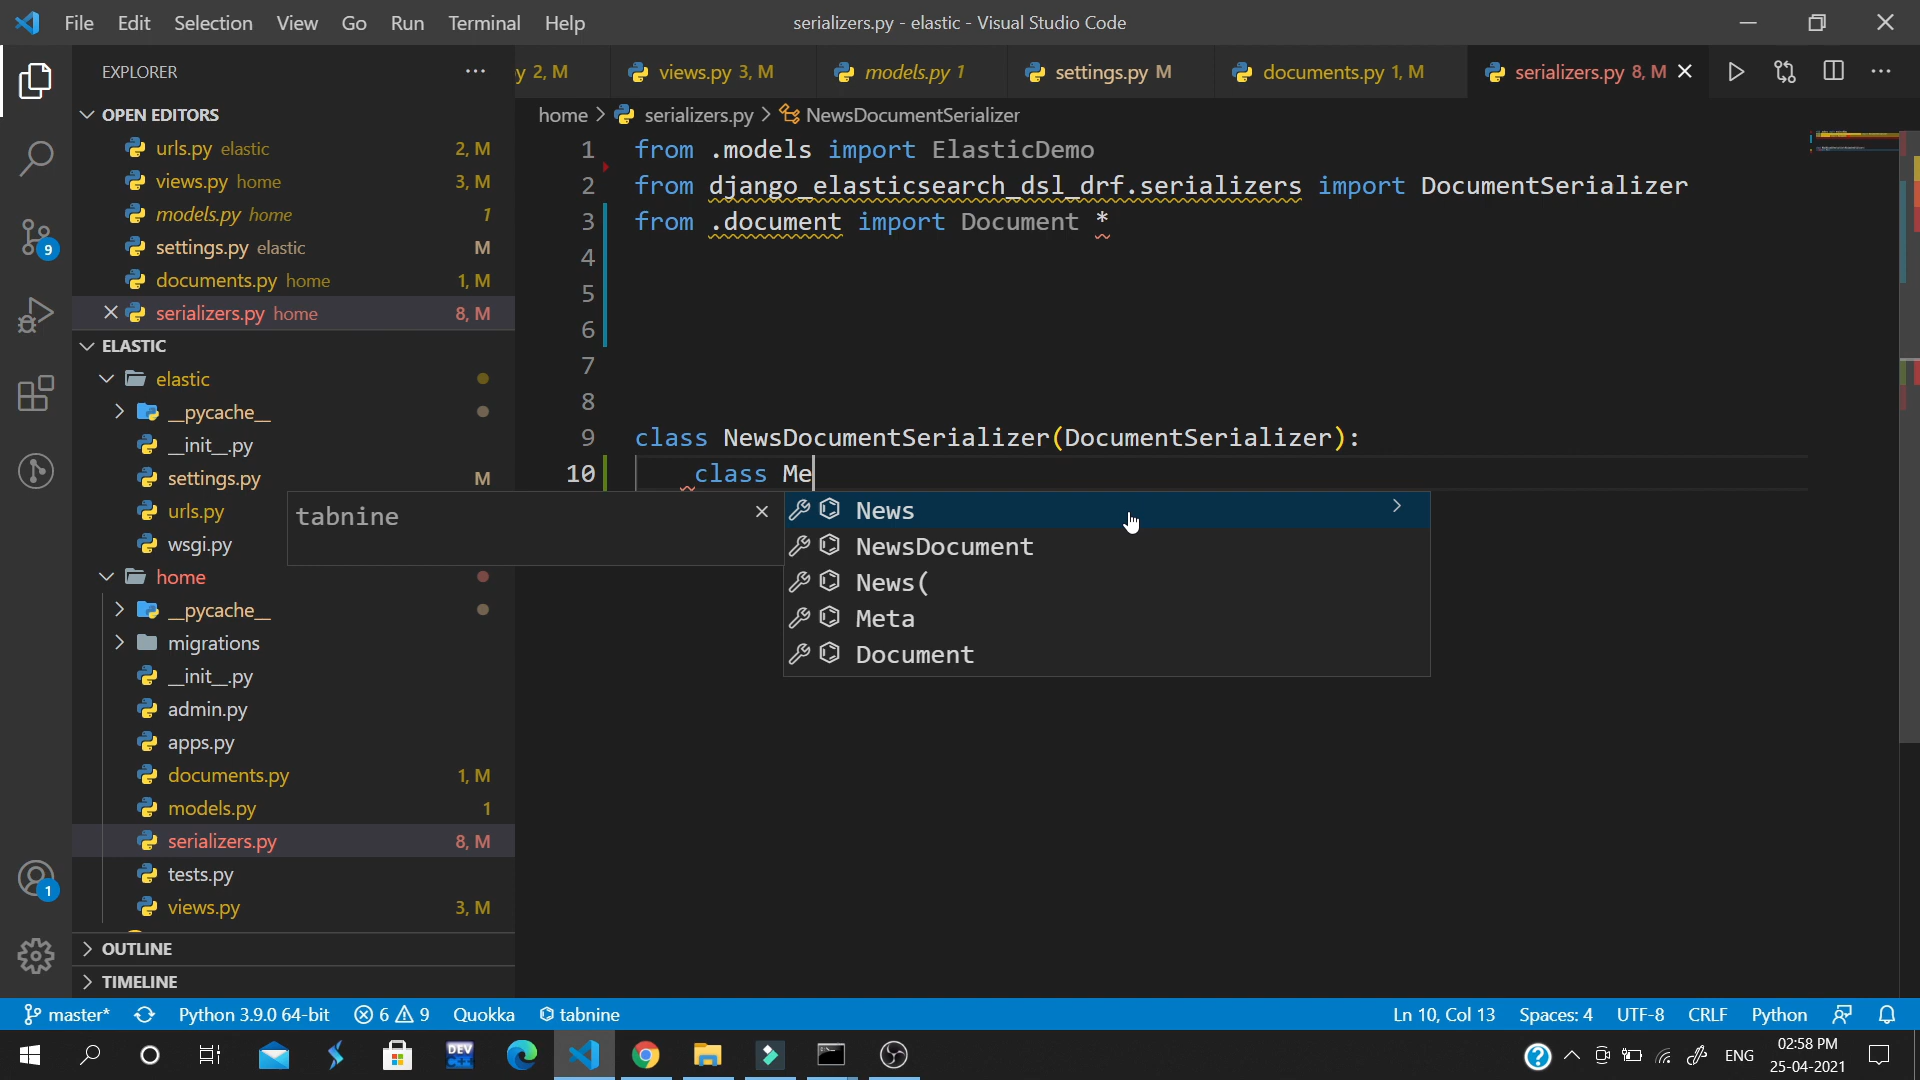 File Edit Selection View Go Run Terminal Help
serializers.py - elastic - Visual Studio Code
EXPLORER
y 2, M
views.py 3, M
models.py 1
settings.py M
documents.py 1, M
serializers.py 8, M
OPEN EDITORS
urls.py elastic 2, M
views.py home 3, M
models.py home 1
settings.py elastic M
documents.py home 1, M
serializers.py home 8, M
ELASTIC
elastic
__pycache__
__init__.py
settings.py M
urls.py
wsgi.py
home
__pycache__
migrations
__init__.py
admin.py
apps.py
documents.py 1, M
models.py 1
serializers.py 8, M
tests.py
views.py 3, M
OUTLINE
TIMELINE
9
1
home > serializers.py > NewsDocumentSerializer
1 from .models import ElasticDemo
2 from django_elasticsearch_dsl_drf.serializers import DocumentSerializer
3 from .document import Document *
4
5
6
7
8
9 class NewsDocumentSerializer(DocumentSerializer):
10 class Me
tabnine
News
NewsDocument
News(
Meta
Document
master* Python 3.9.0 64-bit 6 9 Quokka tabnine
Ln 10, Col 13 Spaces: 4 UTF-8 CRLF Python
DEV C++
ENG
02:58 PM
25-04-2021